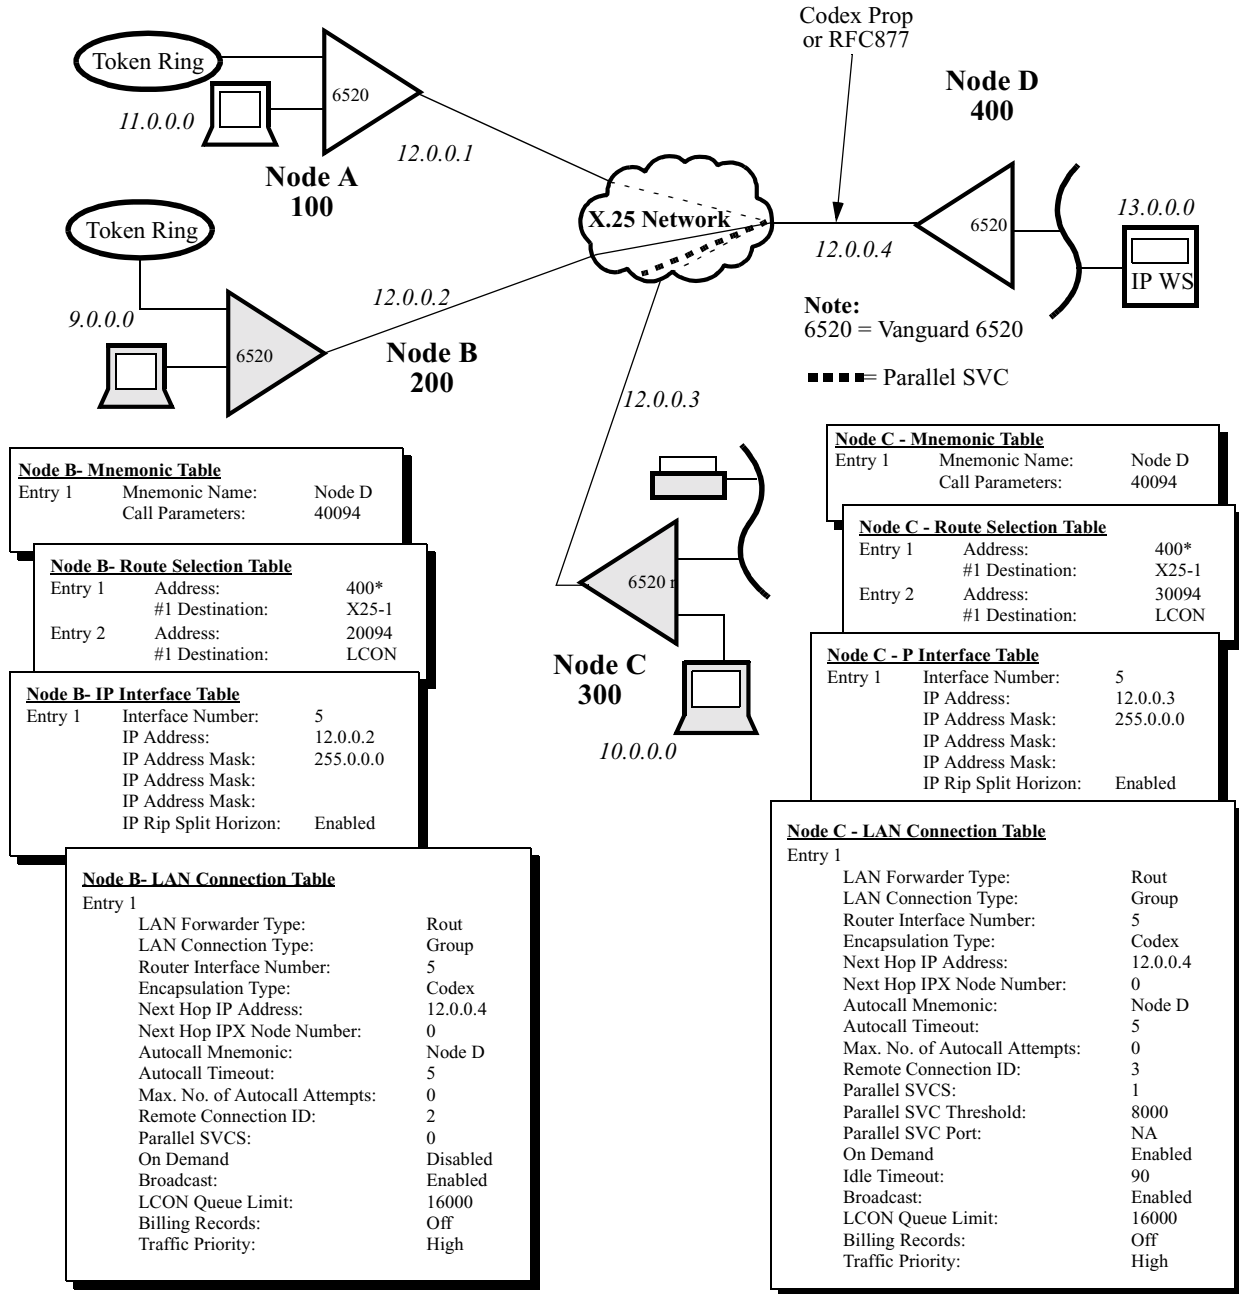 Codex Prop
or RFC877
Token Ring
6520
11.0.0.0
12.0.0.1
Node A
100
Node D
400
Token Ring
X.25 Network
12.0.0.4
6520
13.0.0.0
IP WS
9.0.0.0
6520
12.0.0.2
Node B
200
Note:
6520 = Vanguard 6520
= Parallel SVC
12.0.0.3
6520 r
Node C
300
10.0.0.0
Node B- Mnemonic Table
Entry 1 Mnemonic Name: Node D
Call Parameters: 40094
Node B- Route Selection Table
Entry 1 Address: 400*
#1 Destination: X25-1
Entry 2 Address: 20094
#1 Destination: LCON
Node B- IP Interface Table
Entry 1 Interface Number: 5
IP Address: 12.0.0.2
IP Address Mask: 255.0.0.0
IP Address Mask:
IP Address Mask:
IP Rip Split Horizon: Enabled
Node B- LAN Connection Table
Entry 1
LAN Forwarder Type: Rout
LAN Connection Type: Group
Router Interface Number: 5
Encapsulation Type: Codex
Next Hop IP Address: 12.0.0.4
Next Hop IPX Node Number: 0
Autocall Mnemonic: Node D
Autocall Timeout: 5
Max. No. of Autocall Attempts: 0
Remote Connection ID: 2
Parallel SVCS: 0
On Demand Disabled
Broadcast: Enabled
LCON Queue Limit: 16000
Billing Records: Off
Traffic Priority: High
Node C - Mnemonic Table
Entry 1 Mnemonic Name: Node D
Call Parameters: 40094
Node C - Route Selection Table
Entry 1 Address: 400*
#1 Destination: X25-1
Entry 2 Address: 30094
#1 Destination: LCON
Node C - P Interface Table
Entry 1 Interface Number: 5
IP Address: 12.0.0.3
IP Address Mask: 255.0.0.0
IP Address Mask:
IP Address Mask:
IP Rip Split Horizon: Enabled
Node C - LAN Connection Table
Entry 1
LAN Forwarder Type: Rout
LAN Connection Type: Group
Router Interface Number: 5
Encapsulation Type: Codex
Next Hop IP Address: 12.0.0.4
Next Hop IPX Node Number: 0
Autocall Mnemonic: Node D
Autocall Timeout: 5
Max. No. of Autocall Attempts: 0
Remote Connection ID: 3
Parallel SVCS: 1
Parallel SVC Threshold: 8000
Parallel SVC Port: NA
On Demand Enabled
Idle Timeout: 90
Broadcast: Enabled
LCON Queue Limit: 16000
Billing Records: Off
Traffic Priority: High